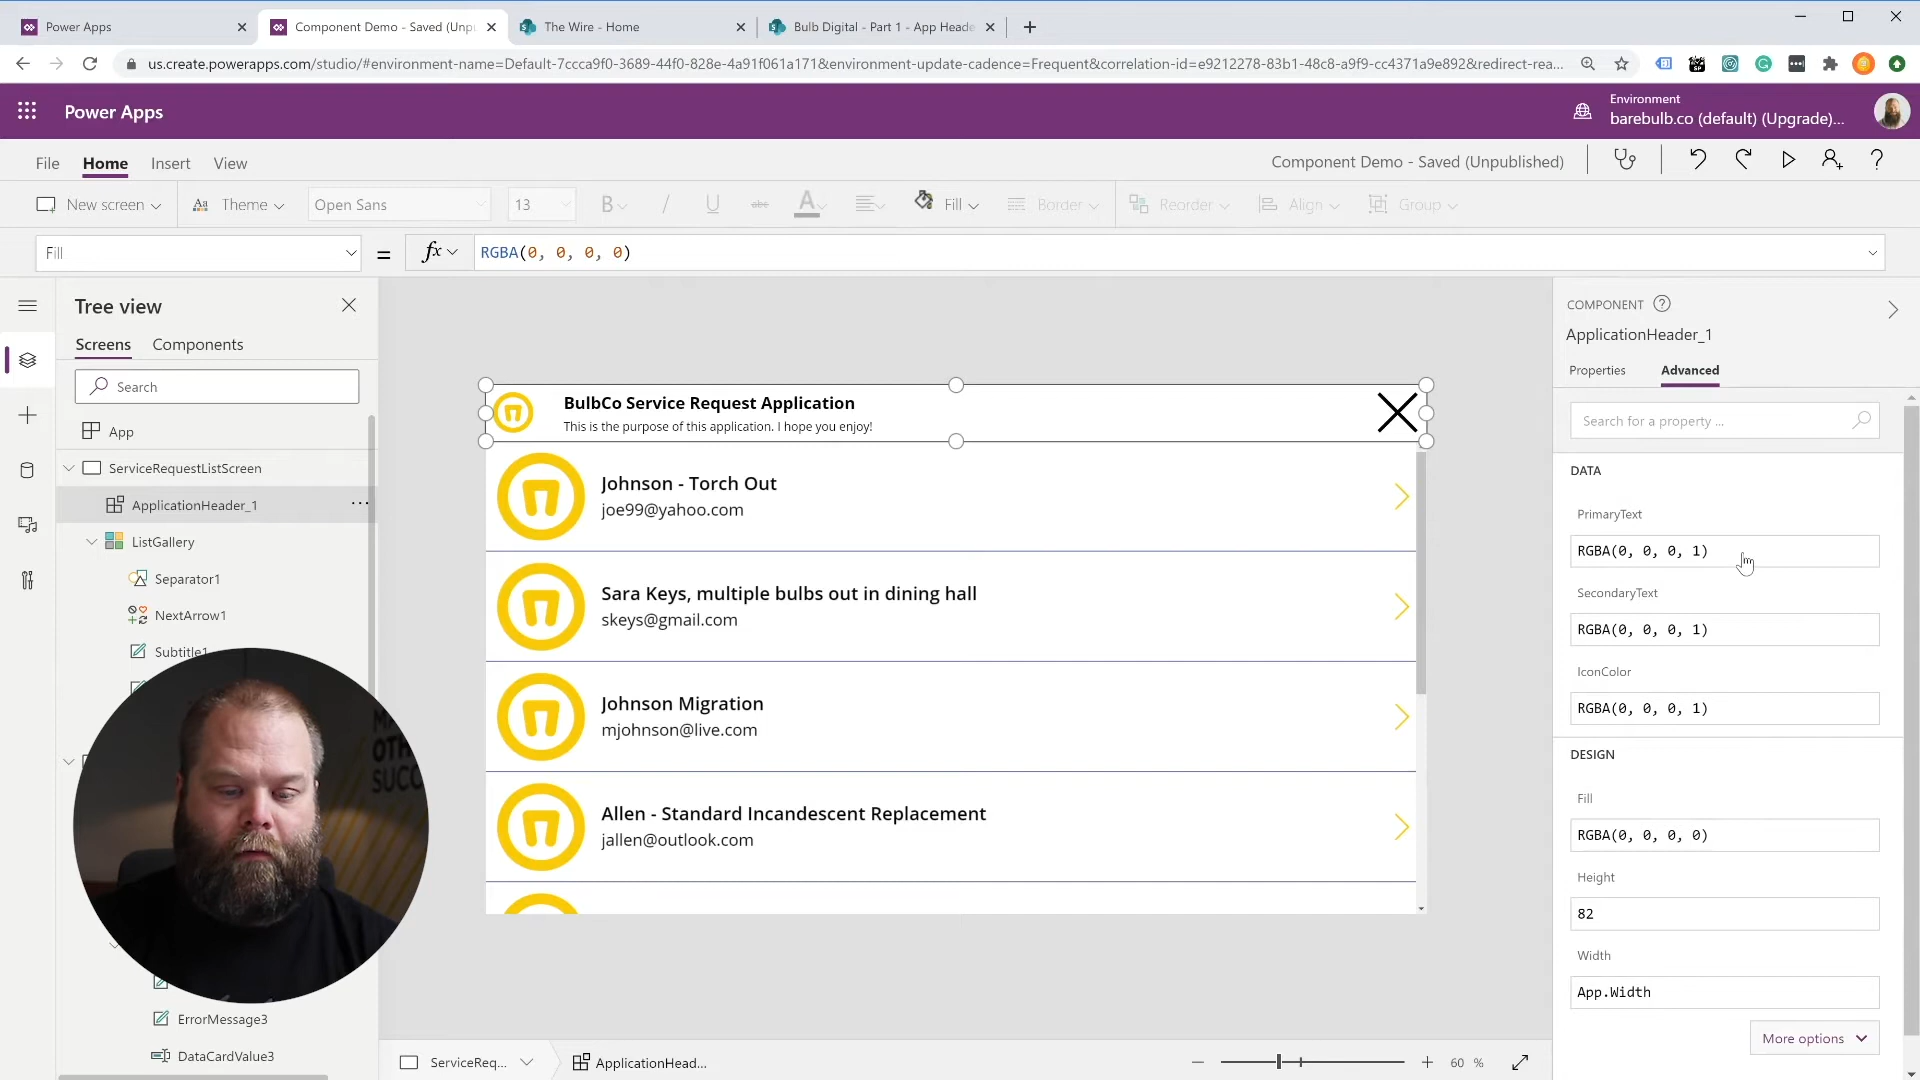 Power Apps
Component Demo - Saved (Unpu
The Wire - Home
Bulb Digital - Part 1 - App Heade
us.create.powerapps.com/studio/#environment-name=Default-7ccca9f0-3689-44f0-828e-4a91f061a171&environment-update-cadence=Frequent&correlation-id=e9212278-83b1-48c8-a9f9-cc4371a9e892&redirect-rea...
Power Apps
Environment
barebulb.co (default) (Upgrade)...
File
Home
Insert
View
Component Demo - Saved (Unpublished)
New screen
Theme
Open Sans
13
B
abc
Fill
Border
Reorder
Align
Group
Fill
=
fx
RGBA(0, 0, 0, 0)
Tree view
Screens
Components
Search
App
ServiceRequestListScreen
ApplicationHeader_1
ListGallery
Separator1
NextArrow1
Subtitle1
ErrorMessage3
DataCardValue3
BulbCo Service Request Application
This is the purpose of this application. I hope you enjoy!
Johnson - Torch Out
joe99@yahoo.com
Sara Keys, multiple bulbs out in dining hall
skeys@gmail.com
Johnson Migration
mjohnson@live.com
Allen - Standard Incandescent Replacement
jallen@outlook.com
COMPONENT
ApplicationHeader_1
Properties
Advanced
Search for a property ...
DATA
PrimaryText
RGBA(0, 0, 0, 1)
SecondaryText
RGBA(0, 0, 0, 1)
IconColor
RGBA(0, 0, 0, 1)
DESIGN
Fill
RGBA(0, 0, 0, 0)
Height
82
Width
App.Width
More options
ServiceReq...
ApplicationHead...
60 %